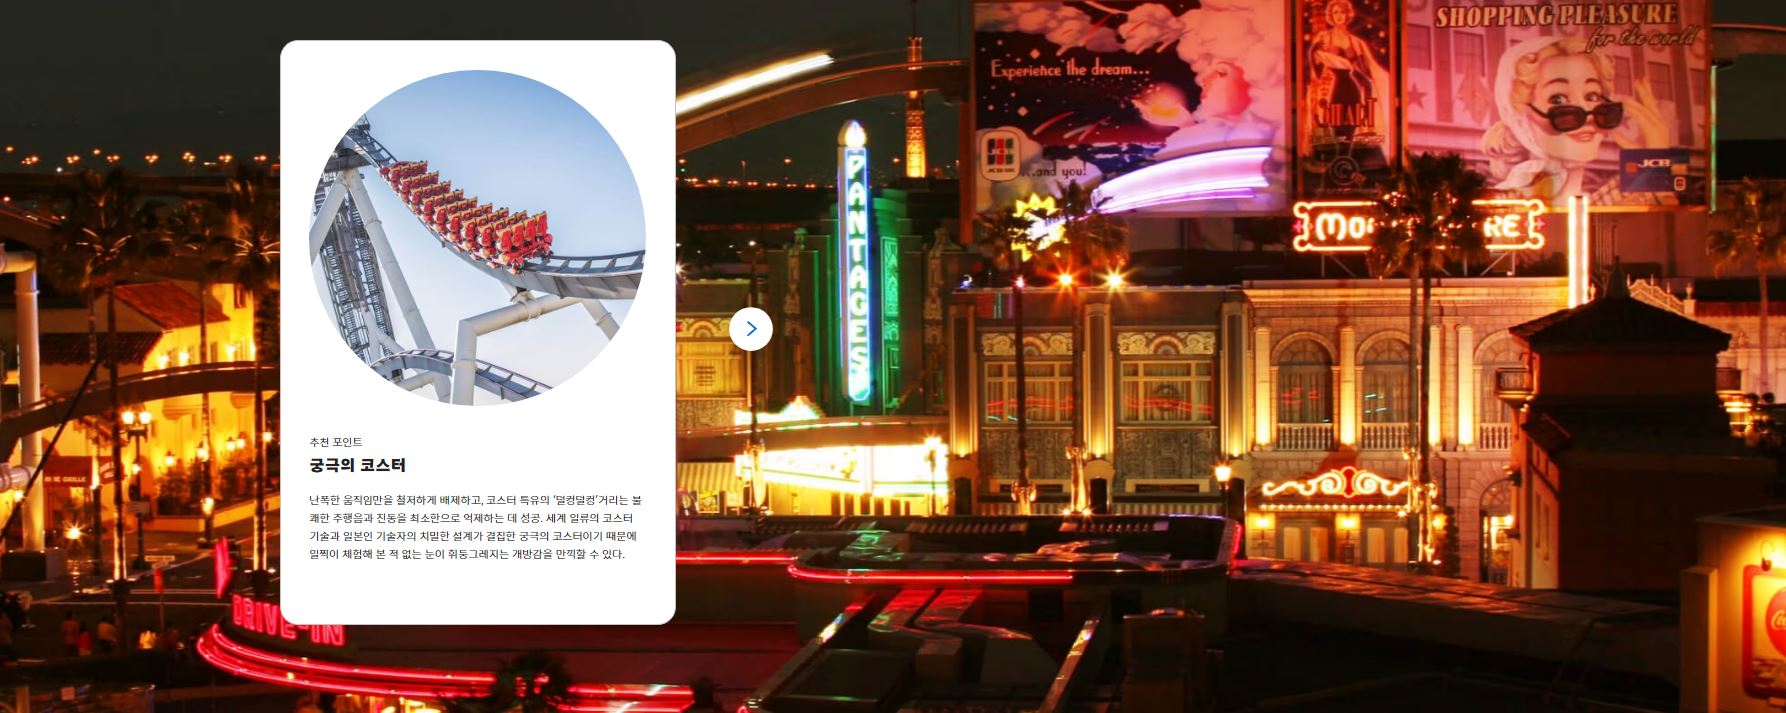 추천 포인트
궁극의 코스터
난폭한 움직임만을 철저하게 배제하고, 코스터 특유의 ‘덜컹덜컹’거리는 불
쾌한 주행음과 진동을 최소한으로 억제하는 데 성공. 세계 일류의 코스터
기술과 일본인 기술자의 치밀한 설계가 결집한 궁극의 코스터이기 때문에
일찍이 체험해 본 적 없는 눈이 휘둥그레지는 개방감을 만끽할 수 있다.
SHOPPING PLEASURE
for the world
Experience the dream...
JCB
...and you!
JCB
PANTAGES
DRIVE-IN